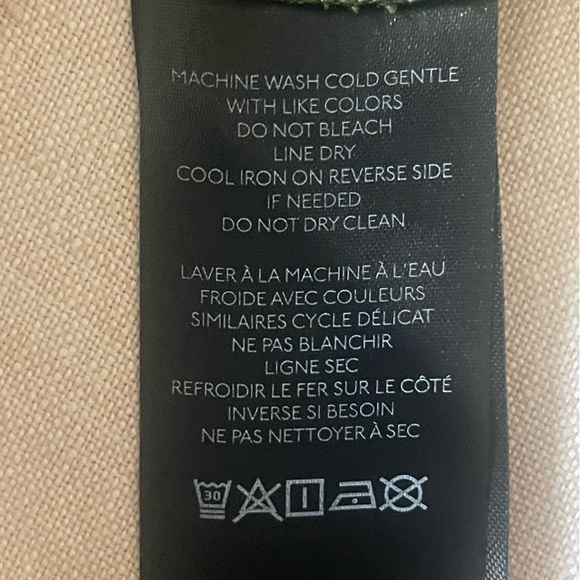 MACHINE WASH COLD GENTLE
WITH LIKE COLORS
DO NOT BLEACH
LINE DRY
COOL IRON ON REVERSE SIDE
IF NEEDED
DO NOT DRY CLEAN
LAVER À LA MACHINE À L'EAU
FROIDE AVEC COULEURS
SIMILAIRES CYCLE DÉLICAT
NE PAS BLANCHIR
LIGNE SEC
REFROIDIR LE FER SUR LE CÔTÉ
INVERSE SI BESOIN
NE PAS NETTOYER À SEC
30